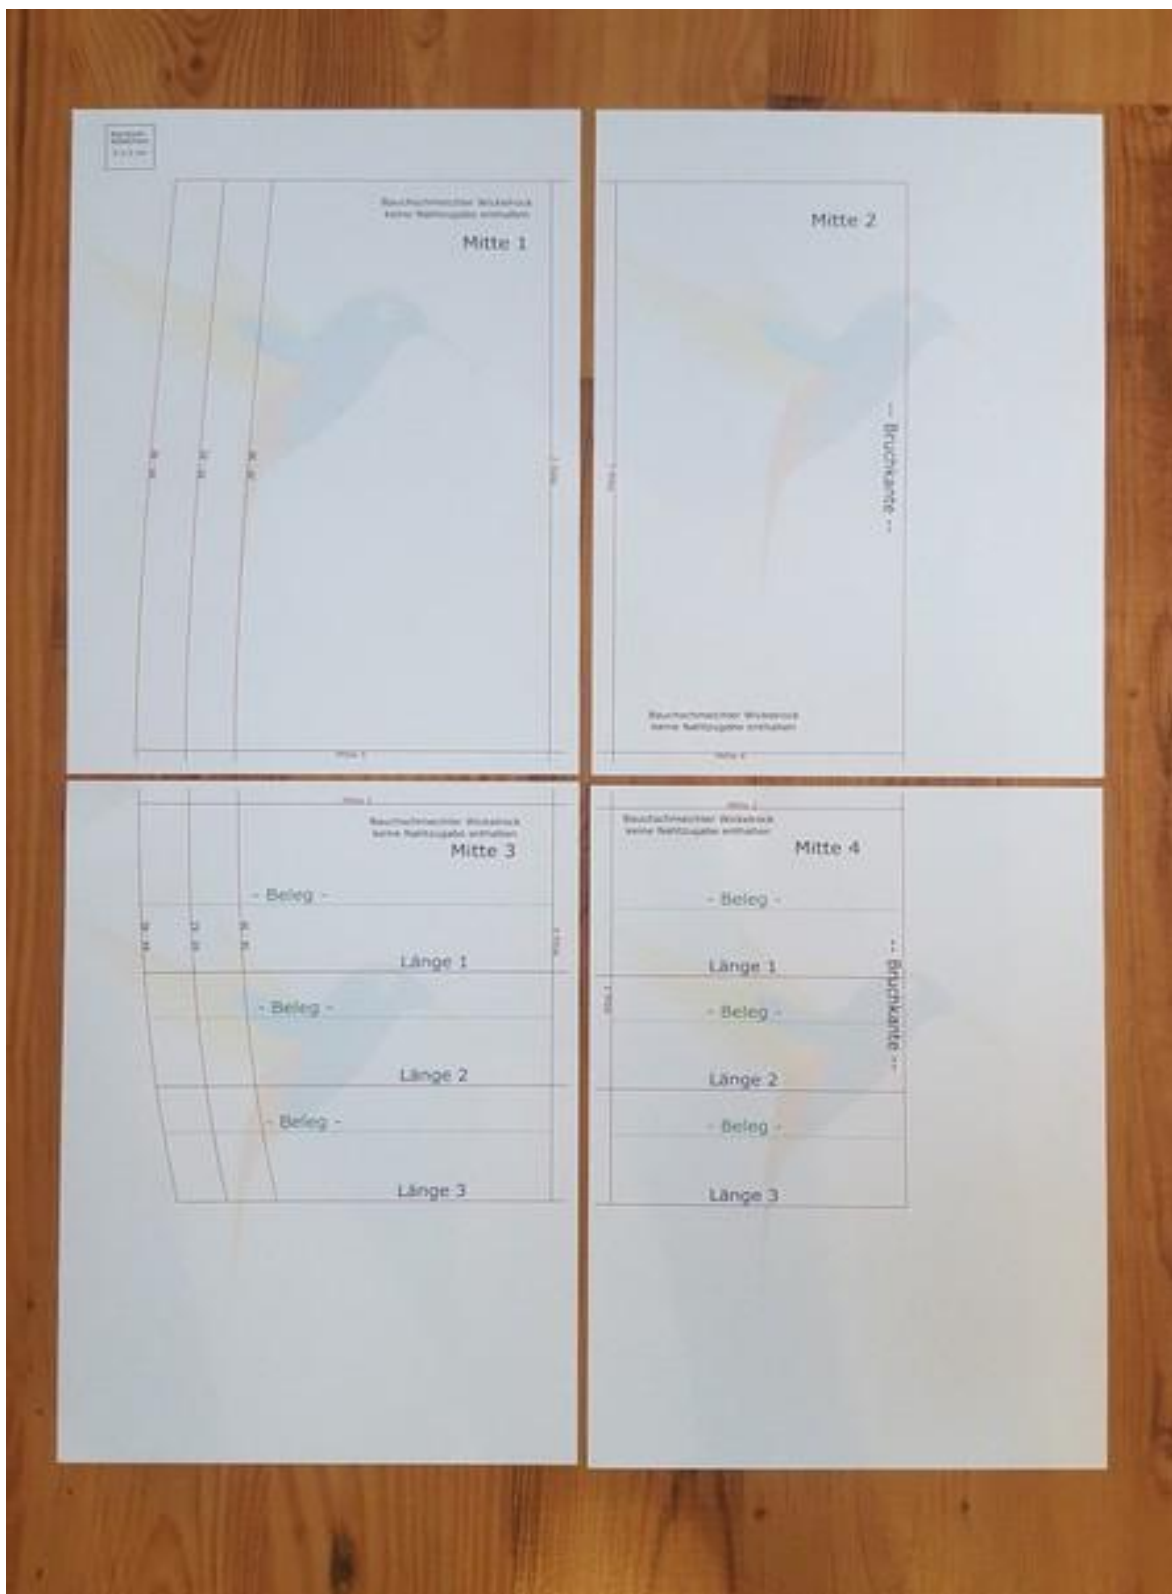 Bauchschmeichler Wickelrock
keine Nahtzugabe enthalten
Mitte 1
Mitte 2
-- Bruchkante --
Bauchschmeichler Wickelrock
keine Nahtzugabe enthalten
Bauchschmeichler Wickelrock
keine Nahtzugabe enthalten
Mitte 3
- Beleg -
Länge 1
- Beleg -
Länge 2
- Beleg -
Länge 3
Bauchschmeichler Wickelrock
keine Nahtzugabe enthalten
Mitte 4
- Beleg -
Länge 1
-- Bruchkante --
- Beleg -
Länge 2
- Beleg -
Länge 3